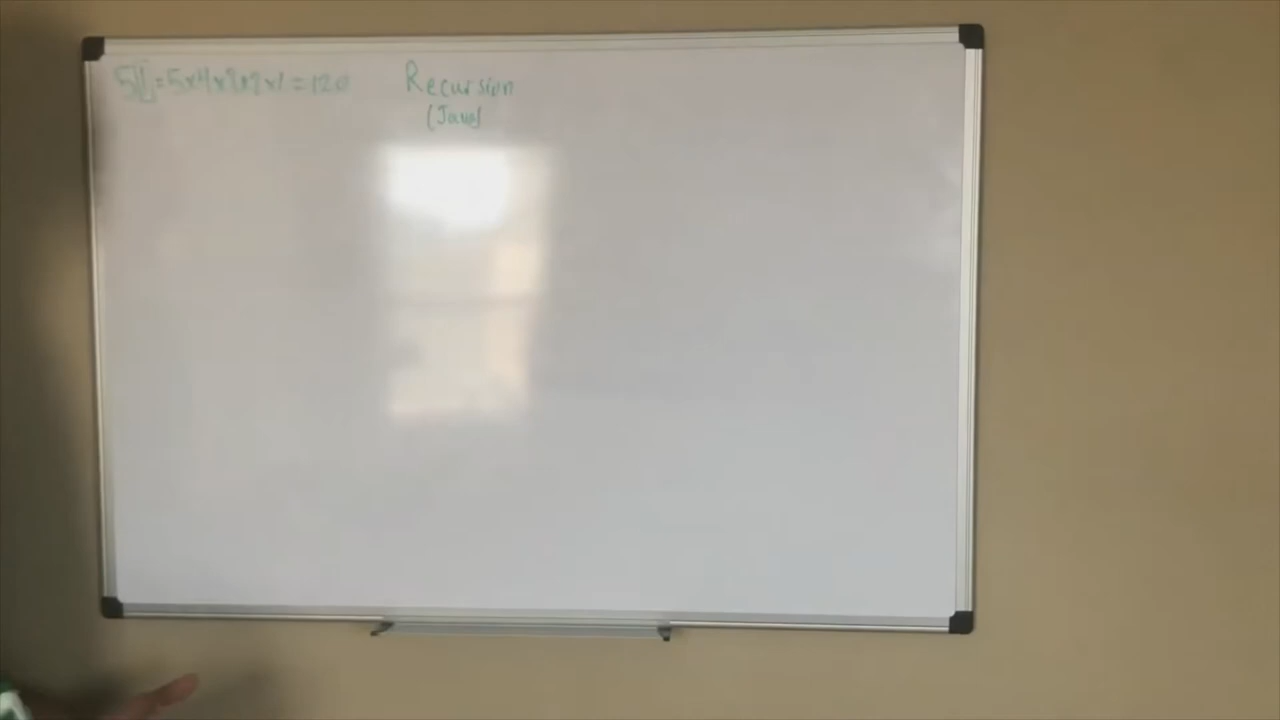 5! = 5x4x3x2x1 = 120
Recursion
(Java)